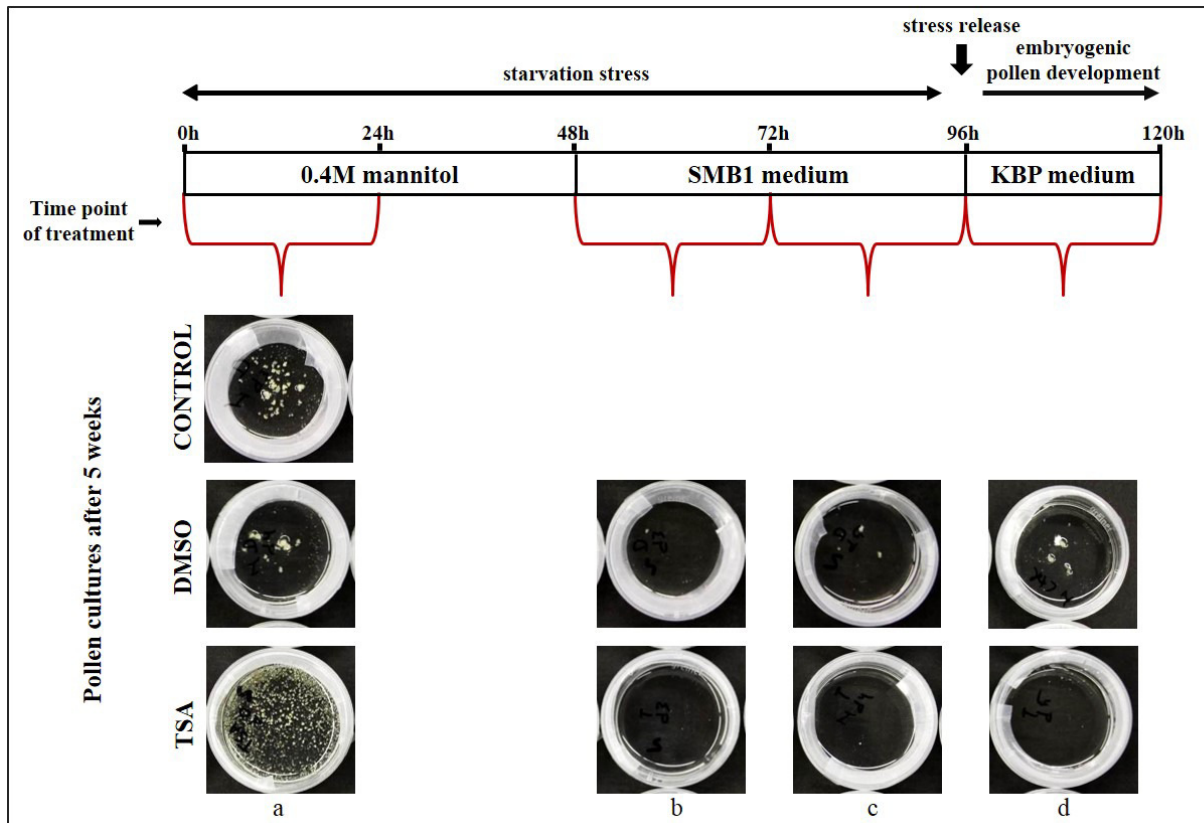 stress release
embryogenic
pollen development
starvation stress
0h 24h 48h 72h 96h 120h
0.4M mannitol SMB1 medium KBP medium
Time point
of treatment
Pollen cultures after 5 weeks
CONTROL
DMSO
TSA
a b c d